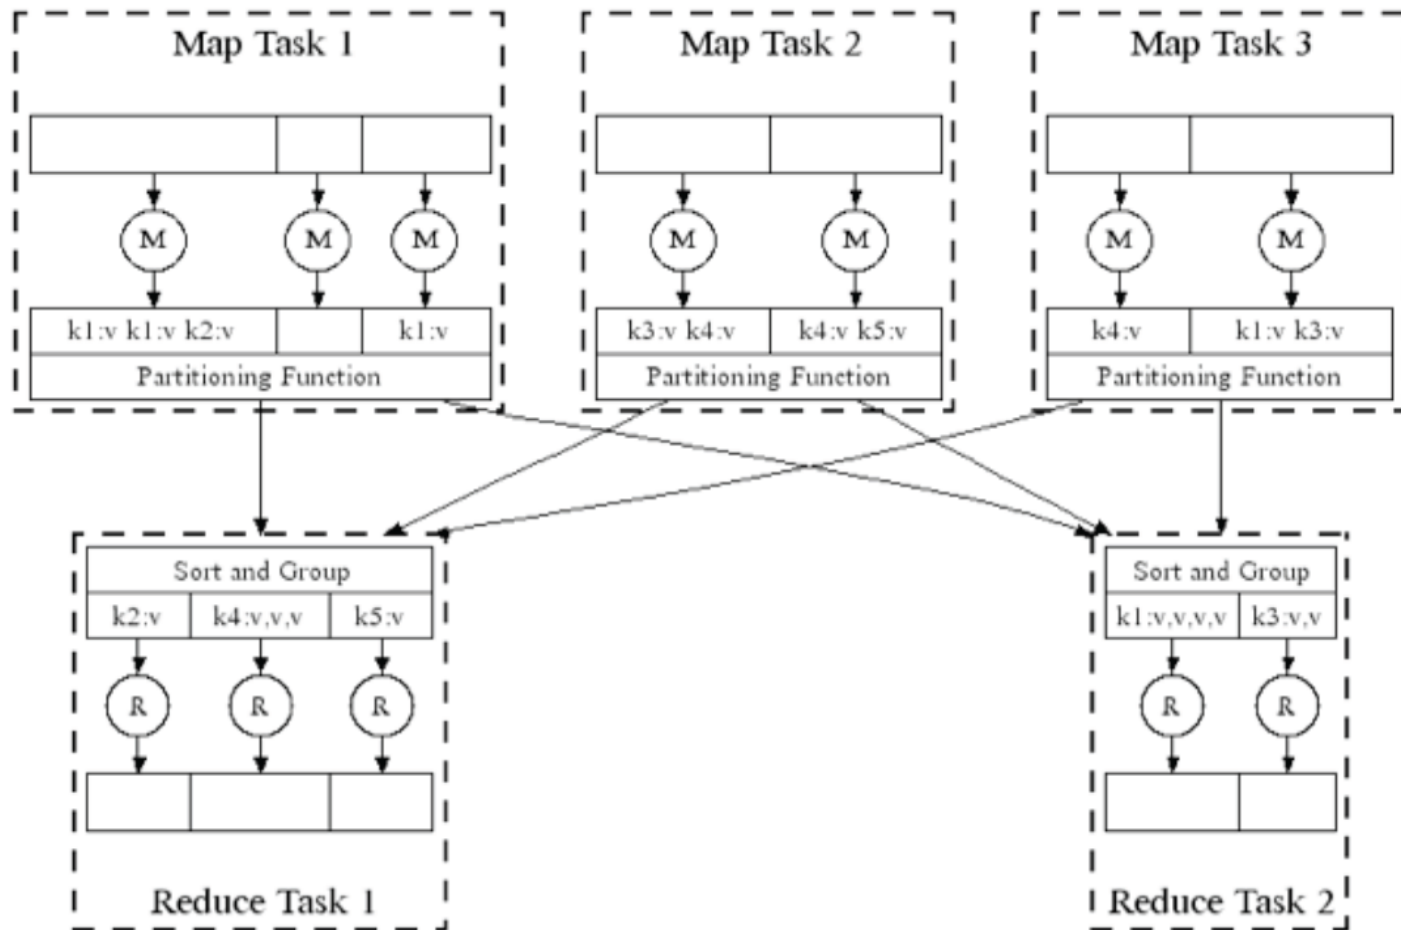 Map Task 1
Map Task 2
Map Task 3
M
M
M
M
M
M
M
k1:v k1:v k2:v
k1:v
k3:v k4:v
k4:v k5:v
k4:v
k1:v k3:v
Partitioning Function
Partitioning Function
Partitioning Function
Sort and Group
Sort and Group
k2:v
k4:v,v,v
k5:v
k1:v,v,v,v
k3:v,v
R
R
R
R
R
Reduce Task 1
Reduce Task 2